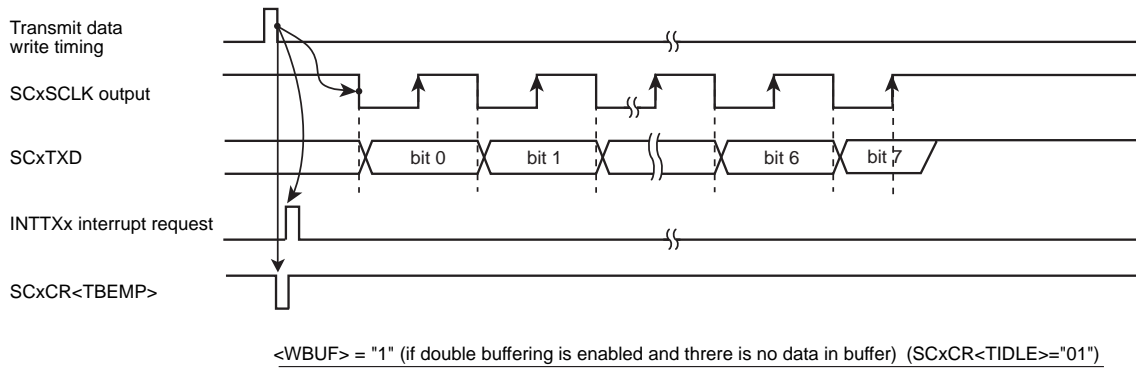 Transmit data
write timing
SCxSCLK output
SCxTXD
bit 0
bit 1
bit 6
bit 7
INTTXx interrupt request
SCxCR<TBEMP>
<WBUF> = "1" (if double buffering is enabled and threre is no data in buffer) (SCxCR<TIDLE>="01")